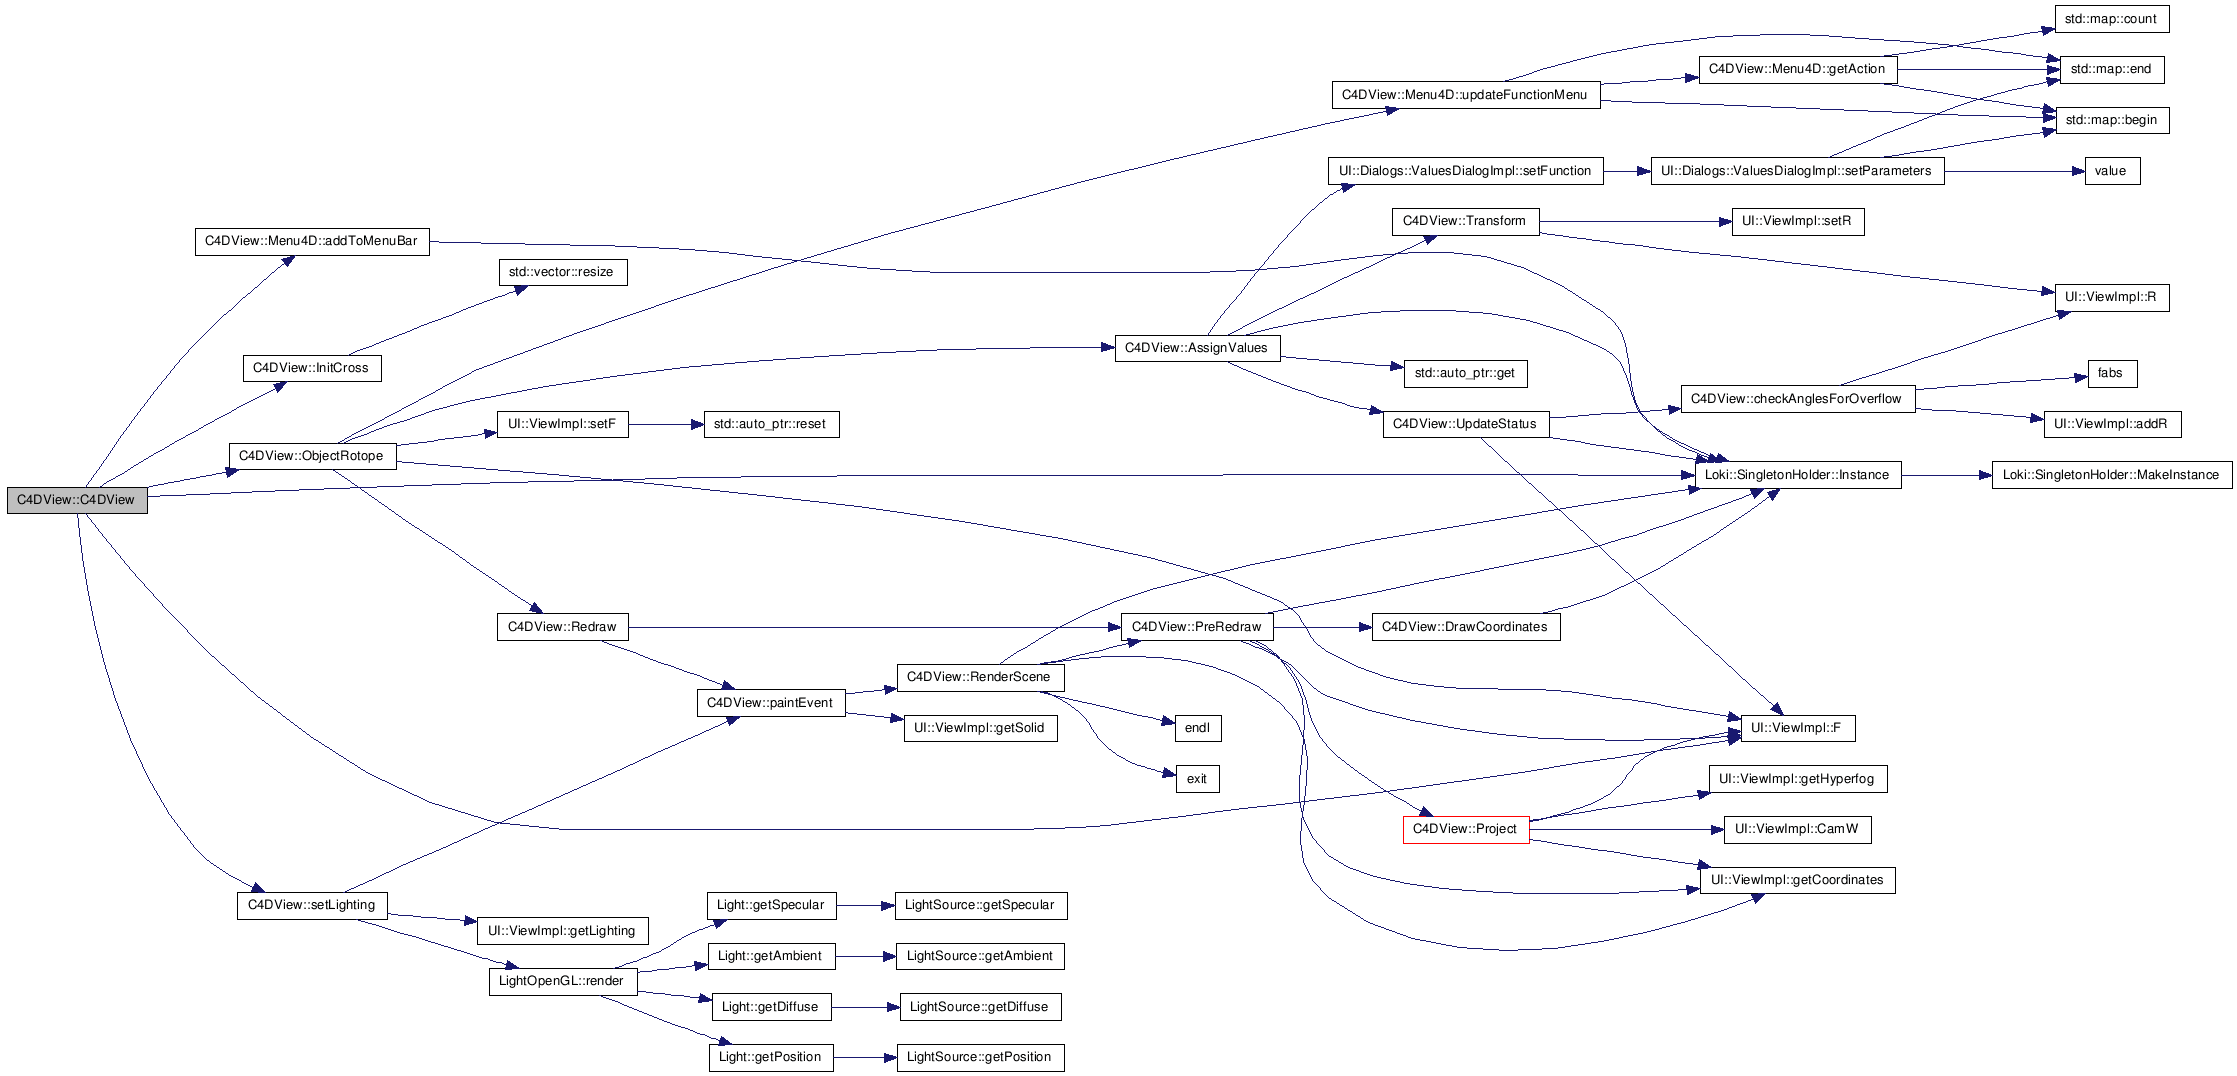 std::map::count
C4DView::Menu4D::getAction
std::map::end
C4DView::Menu4D::updateFunctionMenu
std::map::begin
UI::Dialogs::ValuesDialogImpl::setFunction
UI::Dialogs::ValuesDialogImpl::setParameters
value
C4DView::Transform
UI::ViewImpl::setR
C4DView::Menu4D::addToMenuBar
std::vector::resize
UI::ViewImpl::R
C4DView::AssignValues
C4DView::InitCross
std::auto_ptr::get
fabs
C4DView::checkAnglesForOverflow
UI::ViewImpl::setF
std::auto_ptr::reset
C4DView::UpdateStatus
UI::ViewImpl::addR
C4DView::ObjectRotope
Loki::SingletonHolder::Instance
Loki::SingletonHolder::MakeInstance
C4DView::C4DView
C4DView::Redraw
C4DView::PreRedraw
C4DView::DrawCoordinates
C4DView::RenderScene
C4DView::paintEvent
UI::ViewImpl::getSolid
endl
UI::ViewImpl::F
exit
UI::ViewImpl::getHyperfog
C4DView::Project
UI::ViewImpl::CamW
UI::ViewImpl::getCoordinates
C4DView::setLighting
Light::getSpecular
LightSource::getSpecular
UI::ViewImpl::getLighting
Light::getAmbient
LightSource::getAmbient
LightOpenGL::render
Light::getDiffuse
LightSource::getDiffuse
Light::getPosition
LightSource::getPosition